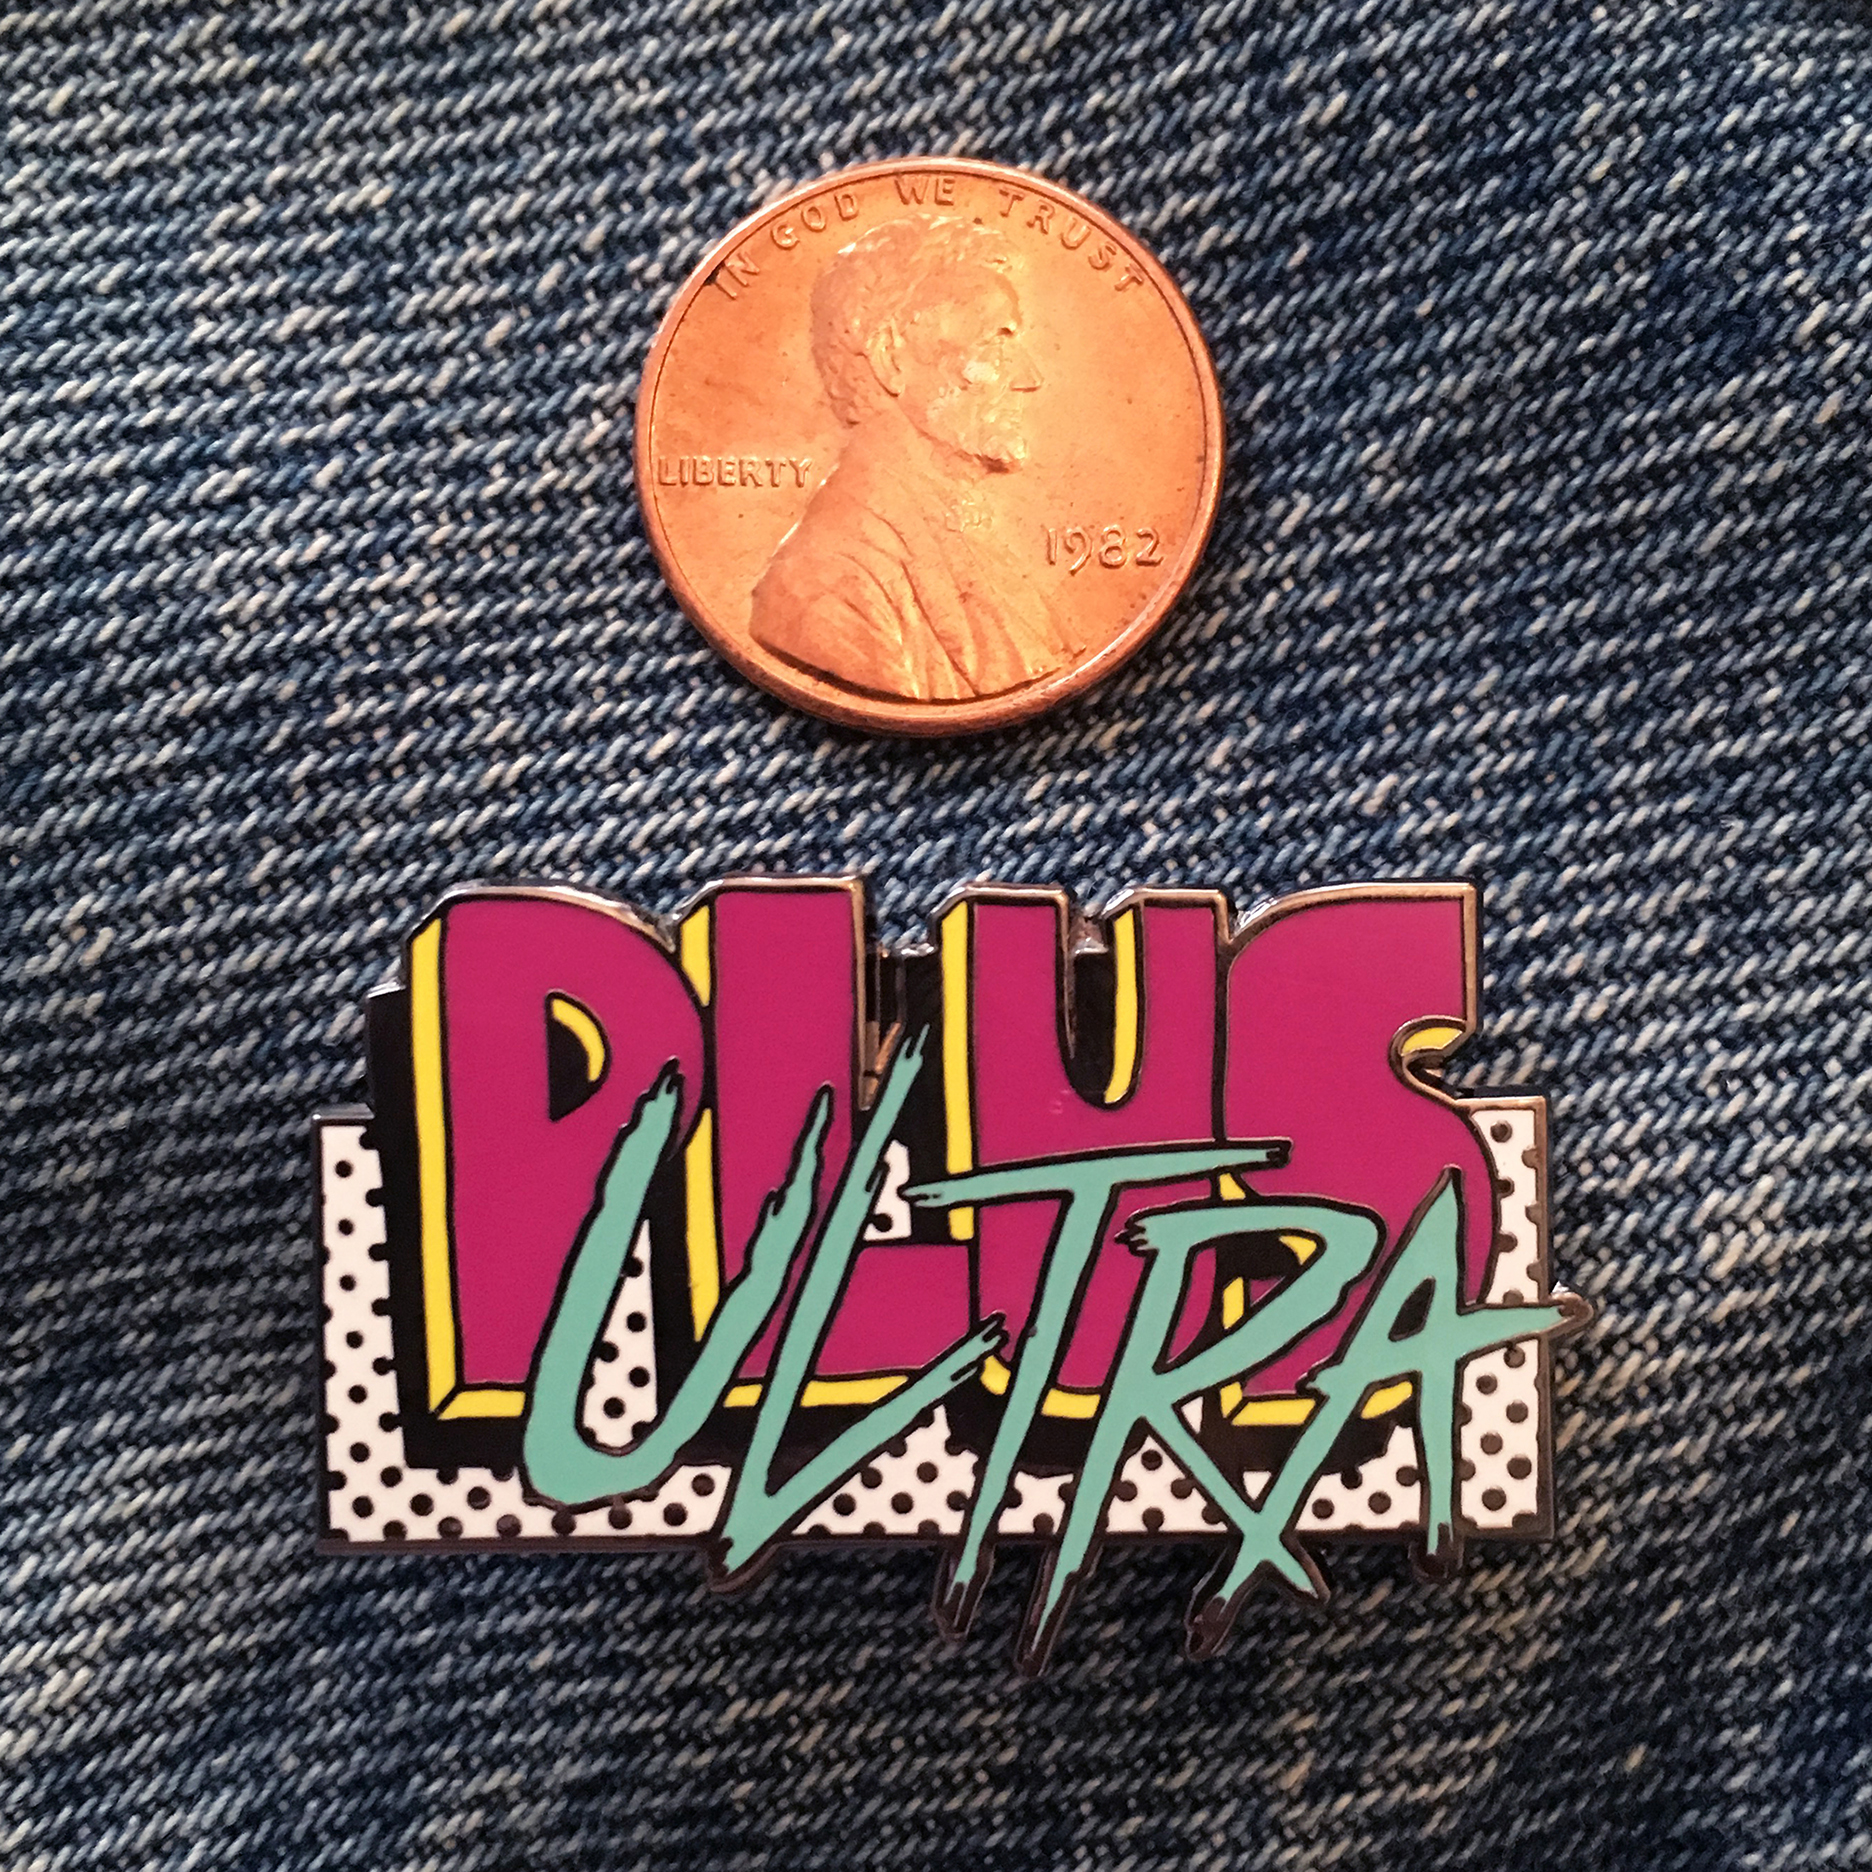 IN GOD WE TRUST
LIBERTY
1982
PLUS
ULTRA